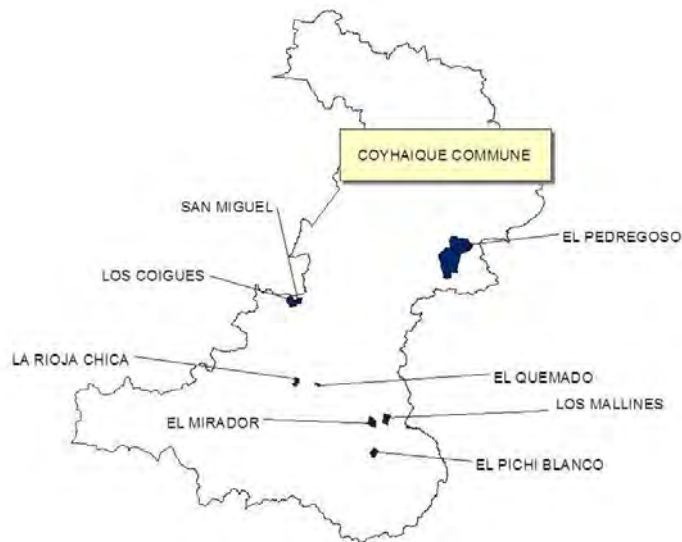 COYHAIQUE COMMUNE
SAN MIGUEL
EL PEDREGOSO
LOS COIGUES
LA RIOJA CHICA
EL QUEMADO
LOS MALLINES
EL MIRADOR
EL PICHI BLANCO